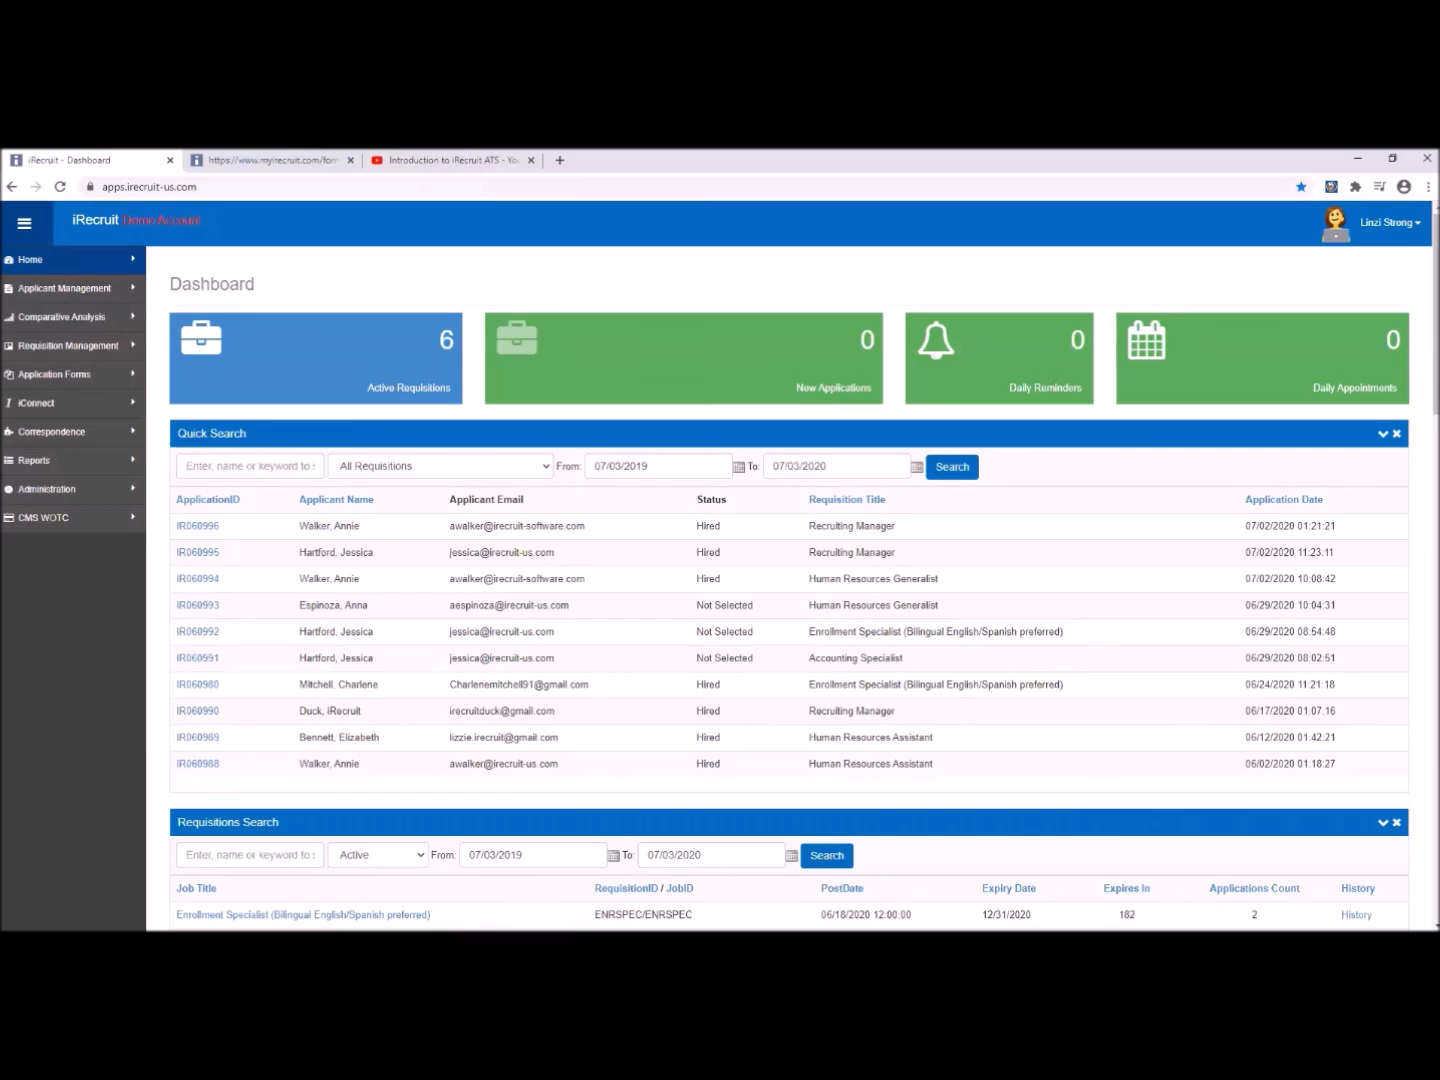 iRecruit - Dashboard
https://www.myirecruit.com/forr
Introduction to iRecruit ATS - Yo
apps.irecruit-us.com
iRecruit Demo Account
Linzi Strong
Home
Applicant Management
Comparative Analysis
Requisition Management
Application Forms
iConnect
Correspondence
Reports
Administration
CMS WOTC
Dashboard
6
Active Requisitions
0
New Applications
0
Daily Reminders
0
Daily Appointments
Quick Search
Enter, name or keyword to s All Requisitions From: 07/03/2019 To: 07/03/2020 Search
ApplicationID Applicant Name Applicant Email Status Requisition Title Application Date
IR060996 Walker, Annie awalker@irecruit-software.com Hired Recruiting Manager 07/02/2020 01:21:21
IR060995 Hartford, Jessica jessica@irecruit-us.com Hired Recruiting Manager 07/02/2020 11:23:11
IR060994 Walker, Annie awalker@irecruit-software.com Hired Human Resources Generalist 07/02/2020 10:08:42
IR060993 Espinoza, Anna aespinoza@irecruit-us.com Not Selected Human Resources Generalist 06/29/2020 10:04:31
IR060992 Hartford, Jessica jessica@irecruit-us.com Not Selected Enrollment Specialist (Bilingual English/Spanish preferred) 06/29/2020 08:54:48
IR060991 Hartford, Jessica jessica@irecruit-us.com Not Selected Accounting Specialist 06/29/2020 08:02:51
IR060980 Mitchell, Charlene Charlenemitchell91@gmail.com Hired Enrollment Specialist (Bilingual English/Spanish preferred) 06/24/2020 11:21:18
IR060990 Duck, iRecruit irecruitduck@gmail.com Hired Recruiting Manager 06/17/2020 01:07:16
IR060989 Bennett, Elizabeth lizzie.irecruit@gmail.com Hired Human Resources Assistant 06/12/2020 01:42:21
IR060988 Walker, Annie awalker@irecruit-us.com Hired Human Resources Assistant 06/02/2020 01:18:27
Requisitions Search
Enter, name or keyword to s Active From: 07/03/2019 To: 07/03/2020 Search
Job Title RequisitionID / JobID PostDate Expiry Date Expires In Applications Count History
Enrollment Specialist (Bilingual English/Spanish preferred) ENRSPEC/ENRSPEC 06/18/2020 12:00:00 12/31/2020 182 2 History